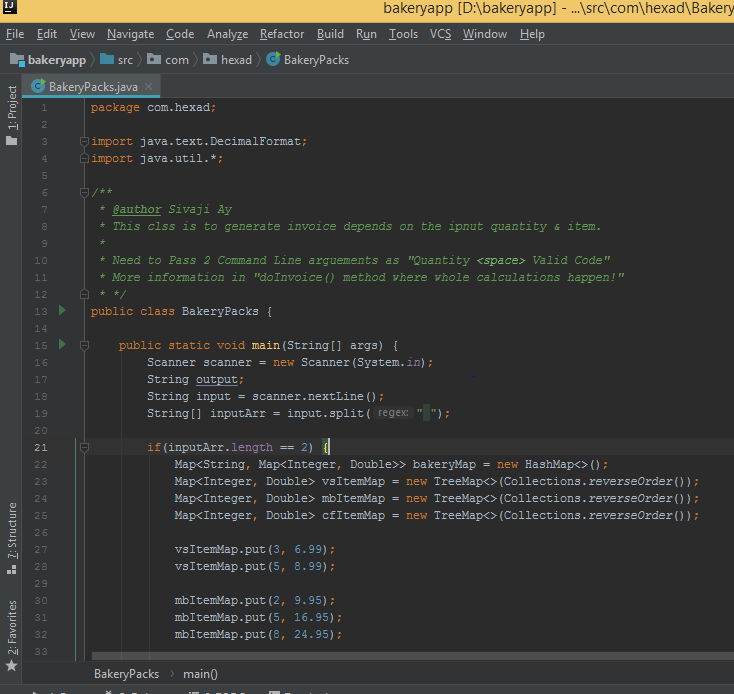 bakeryapp [D:\bakeryapp] - ...\src\com\hexad\Bakery
File Edit View Navigate Code Analyze Refactor Build Run Tools VCS Window Help
bakeryapp src com hexad BakeryPacks
1: Project
BakeryPacks.java
1 package com.hexad;
2
3 import java.text.DecimalFormat;
4 import java.util.*;
5
6 /**
7 * @author Sivaji Ay
8 * This clss is to generate invoice depends on the ipnut quantity & item.
9 *
10 * Need to Pass 2 Command Line arguements as "Quantity <space> Valid Code"
11 * More information in "doInvoice() method where whole calculations happen!"
12 * */
13 public class BakeryPacks {
14
15 public static void main(String[] args) {
16 Scanner scanner = new Scanner(System.in);
17 String output;
18 String input = scanner.nextLine();
19 String[] inputArr = input.split( regex: " ");
20
21 if(inputArr.length == 2) {
22 Map<String, Map<Integer, Double>> bakeryMap = new HashMap<>();
23 Map<Integer, Double> vsItemMap = new TreeMap<>(Collections.reverseOrder());
24 Map<Integer, Double> mbItemMap = new TreeMap<>(Collections.reverseOrder());
25 Map<Integer, Double> cfItemMap = new TreeMap<>(Collections.reverseOrder());
26
27 vsItemMap.put(3, 6.99);
28 vsItemMap.put(5, 8.99);
29
30 mbItemMap.put(2, 9.95);
31 mbItemMap.put(5, 16.95);
32 mbItemMap.put(8, 24.95);
33
7: Structure
2: Favorites
BakeryPacks main()